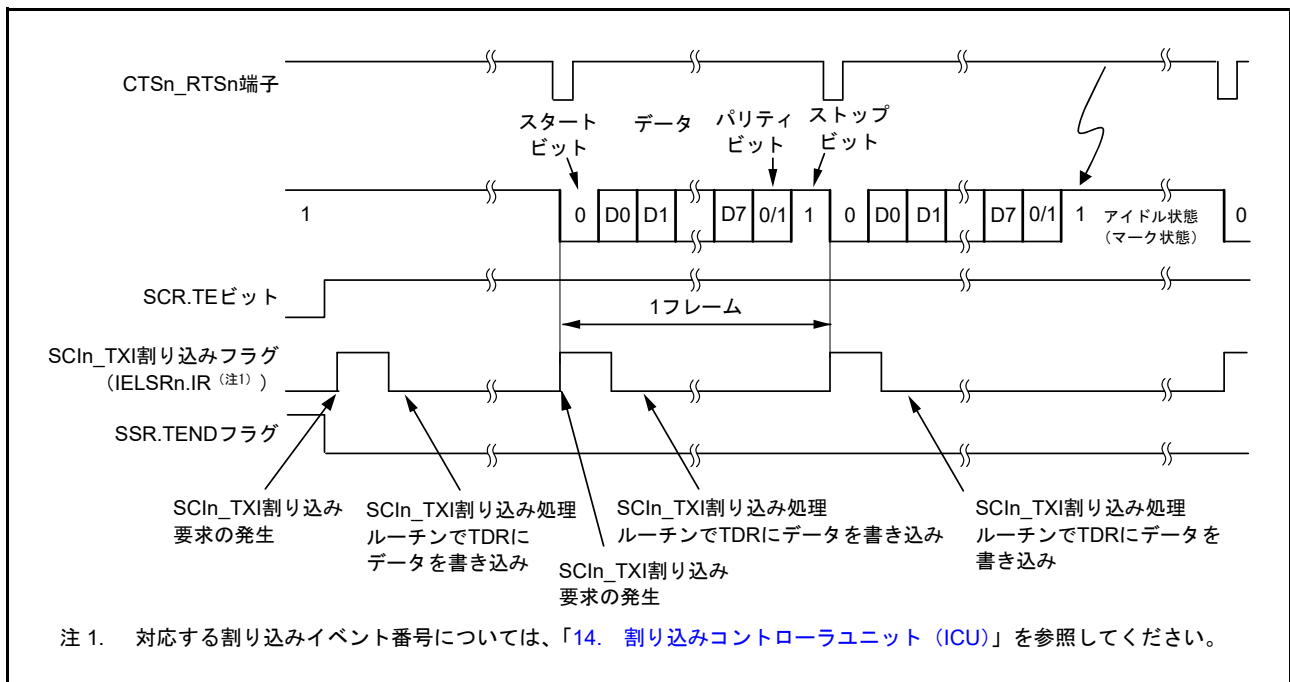 CTSn_RTSn端子
スタート
ビット
データ
パリティ
ビット
ストップ
ビット
1 0 D0 D1 D7 0/1 1 0 D0 D1 D7 0/1 1 アイドル状態
（マーク状態） 0
SCR.TEビット
1フレーム
SCIn_TXI割り込みフラグ
（IELSRn.IR（注1））
SSR.TENDフラグ
SCIn_TXI割り込み
要求の発生
SCIn_TXI割り込み処理
ルーチンでTDRに
データを書き込み
SCIn_TXI割り込み
要求の発生
SCIn_TXI割り込み処理
ルーチンでTDRにデータを書き込み
SCIn_TXI割り込み処理
ルーチンでTDRにデータを
書き込み
注 1. 対応する割り込みイベント番号については、「14. 割り込みコントローラユニット（ICU）」を参照してください。